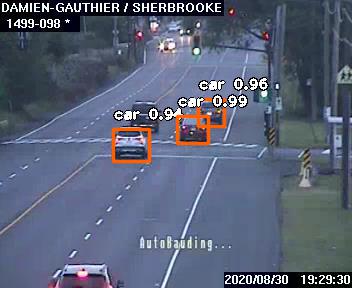 DAMIEN-GAUTHIER / SHERBROOKE
1499-098 *
car 0.96
car 0.99
car 0.94
AutoBauding...
2020/08/30 19:29:30